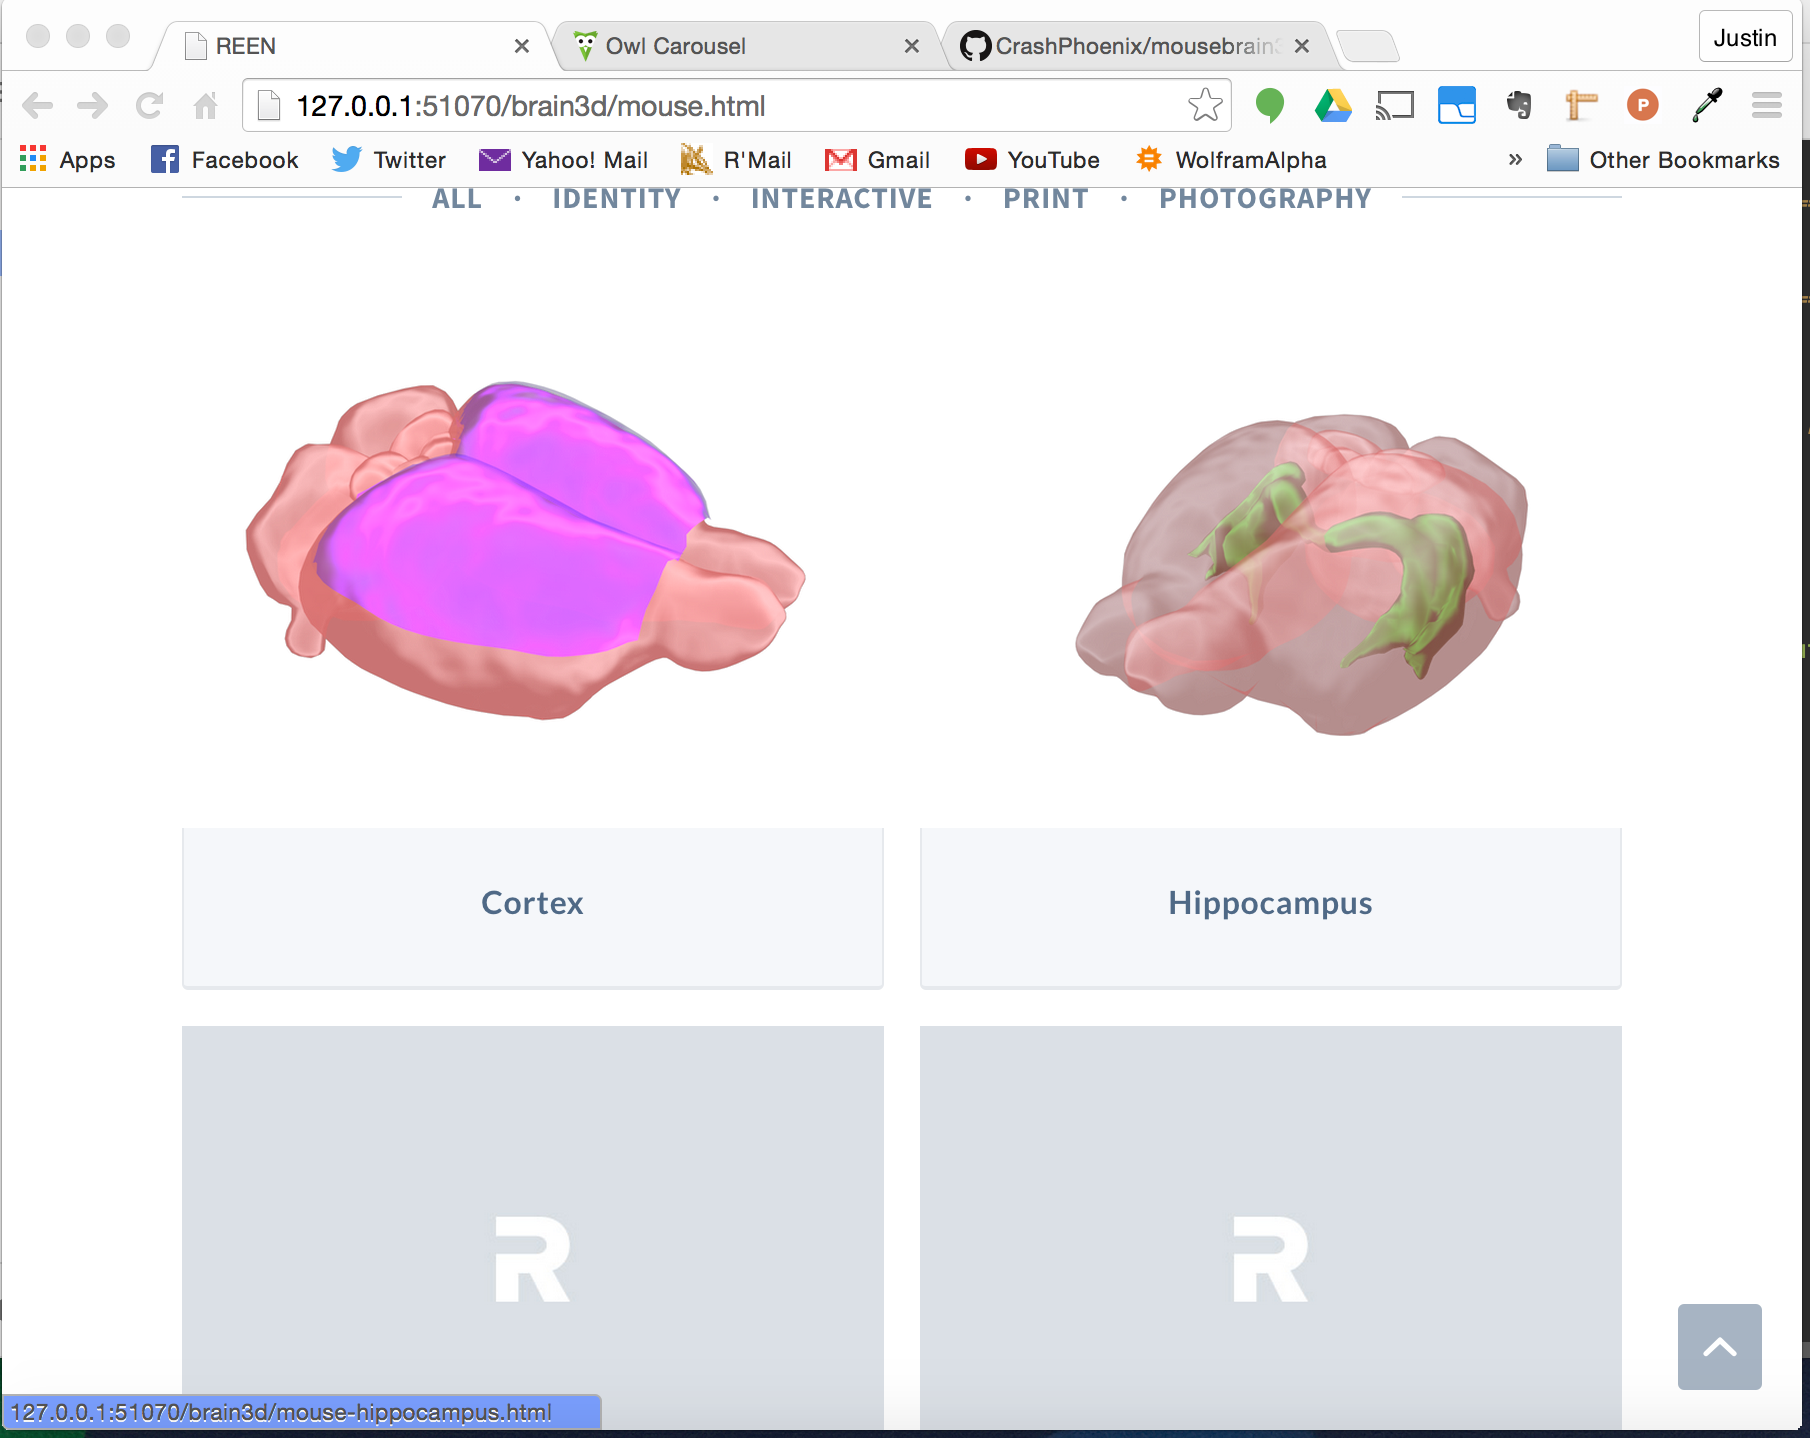 REEN
Owl Carousel
CrashPhoenix/mousebrain3
Justin
127.0.0.1:51070/brain3d/mouse.html
P
Apps
Facebook
Twitter
Yahoo! Mail
R'Mail
Gmail
YouTube
WolframAlpha
»
Other Bookmarks
ALL • IDENTITY • INTERACTIVE • PRINT • PHOTOGRAPHY
Cortex
Hippocampus
R
R
127.0.0.1:51070/brain3d/mouse-hippocampus.html